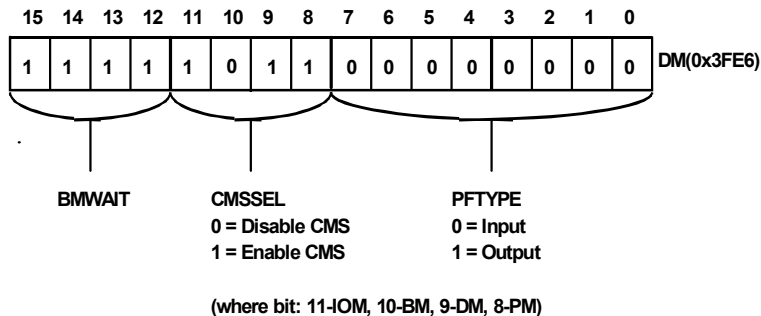 15 14 13 12 11 10 9 8 7 6 5 4 3 2 1 0
1 1 1 1 1 0 1 1 0 0 0 0 0 0 0 0 DM(0x3FE6)
BMWAIT CMSSEL PFTYPE
0 = Disable CMS 0 = Input
1 = Enable CMS 1 = Output
(where bit: 11-IOM, 10-BM, 9-DM, 8-PM)